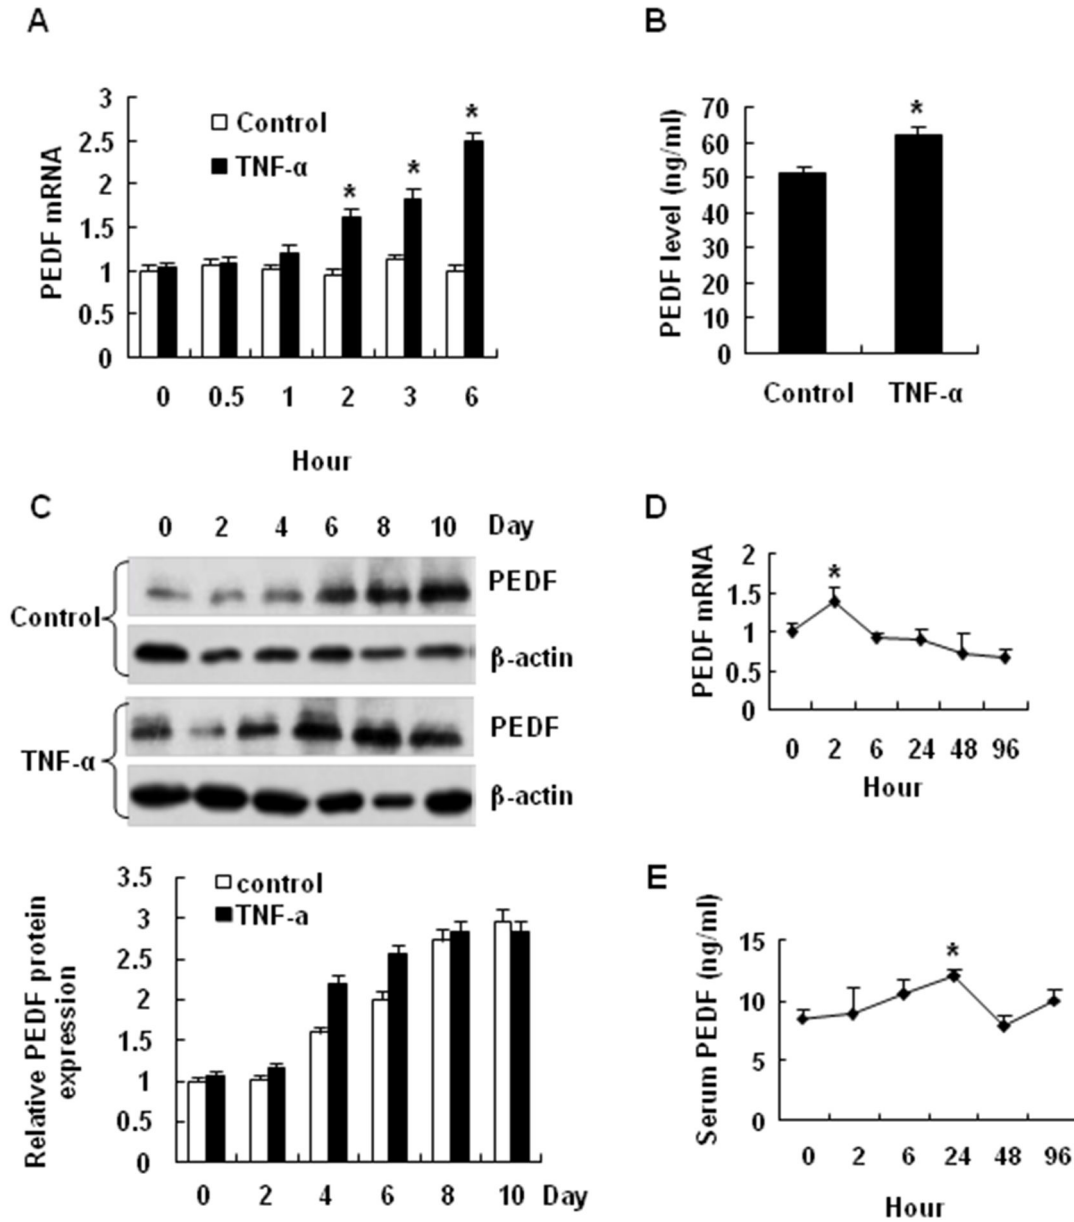 A
PEDF mRNA
3
2.5
2
1.5
1
0.5
0
Control
TNF-α
*
*
*
0 0.5 1 2 3 6
Hour
B
PEDF level (ng/ml)
70
60
50
40
30
20
10
0
*
Control TNF-α
C
0 2 4 6 8 10 Day
Control
PEDF
β-actin
TNF-α
PEDF
β-actin
Relative PEDF protein
expression
3.5
3
2.5
2
1.5
1
0.5
0
control
TNF-a
0 2 4 6 8 10 Day
D
PEDF mRNA
2
1.5
1
0.5
0
*
0 2 6 24 48 96
Hour
E
Serum PEDF (ng/ml)
15
10
5
0
*
0 2 6 24 48 96
Hour